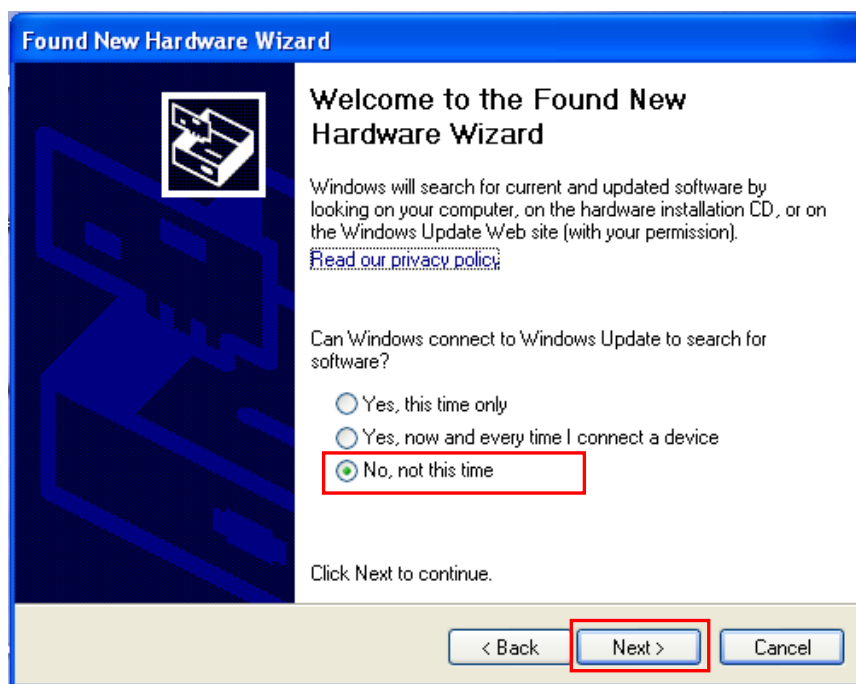 Found New Hardware Wizard
Welcome to the Found New
Hardware Wizard
Windows will search for current and updated software by
looking on your computer, on the hardware installation CD, or on
the Windows Update Web site (with your permission).
Read our privacy policy
Can Windows connect to Windows Update to search for
software?
Yes, this time only
Yes, now and every time I connect a device
No, not this time
Click Next to continue.
< Back
Next >
Cancel